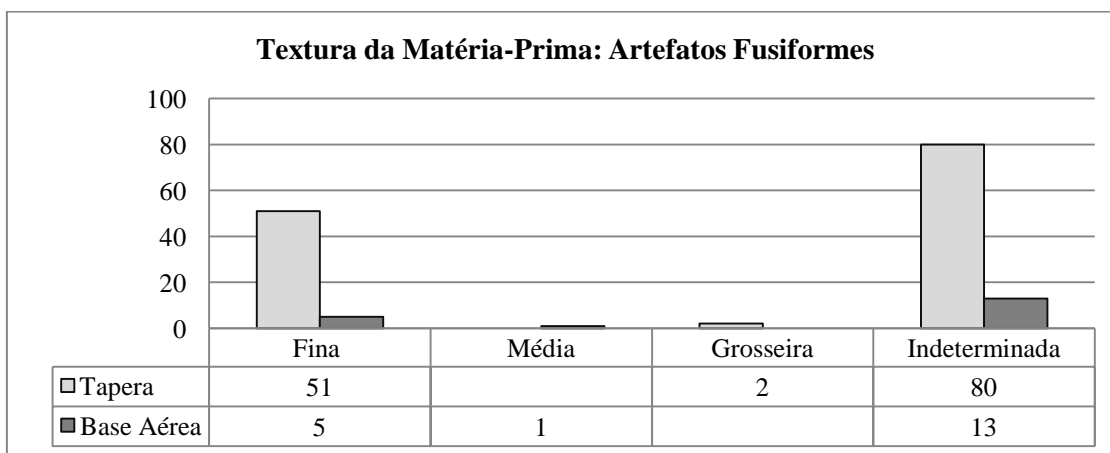 Textura da Matéria-Prima: Artefatos Fusiformes
100
80
60
40
20
0
Fina Média Grosseira Indeterminada
Tapera 51 2 80
Base Aérea 5 1 13